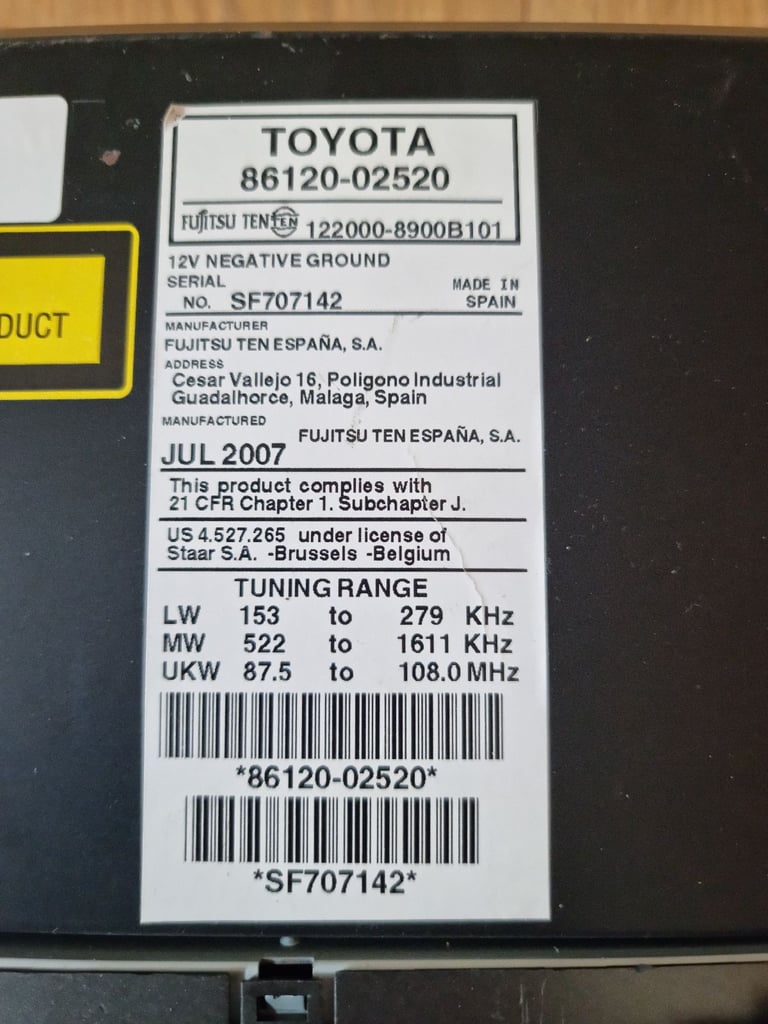 TOYOTA
86120-02520
FUJITSU TEN TEN 122000-8900B101
12V NEGATIVE GROUND
SERIAL MADE IN
NO. SF707142 SPAIN
MANUFACTURER
FUJITSU TEN ESPAÑA, S.A.
ADDRESS
Cesar Vallejo 16, Poligono Industrial
Guadalhorce, Malaga, Spain
MANUFACTURED
FUJITSU TEN ESPAÑA, S.A.
JUL 2007
This product complies with
21 CFR Chapter 1. Subchapter J.
US 4.527.265 under license of
Staar S.A. -Brussels -Belgium
TUNING RANGE
LW 153 to 279 KHz
MW 522 to 1611 KHz
UKW 87.5 to 108.0 MHz
*86120-02520*
*SF707142*
DUCT